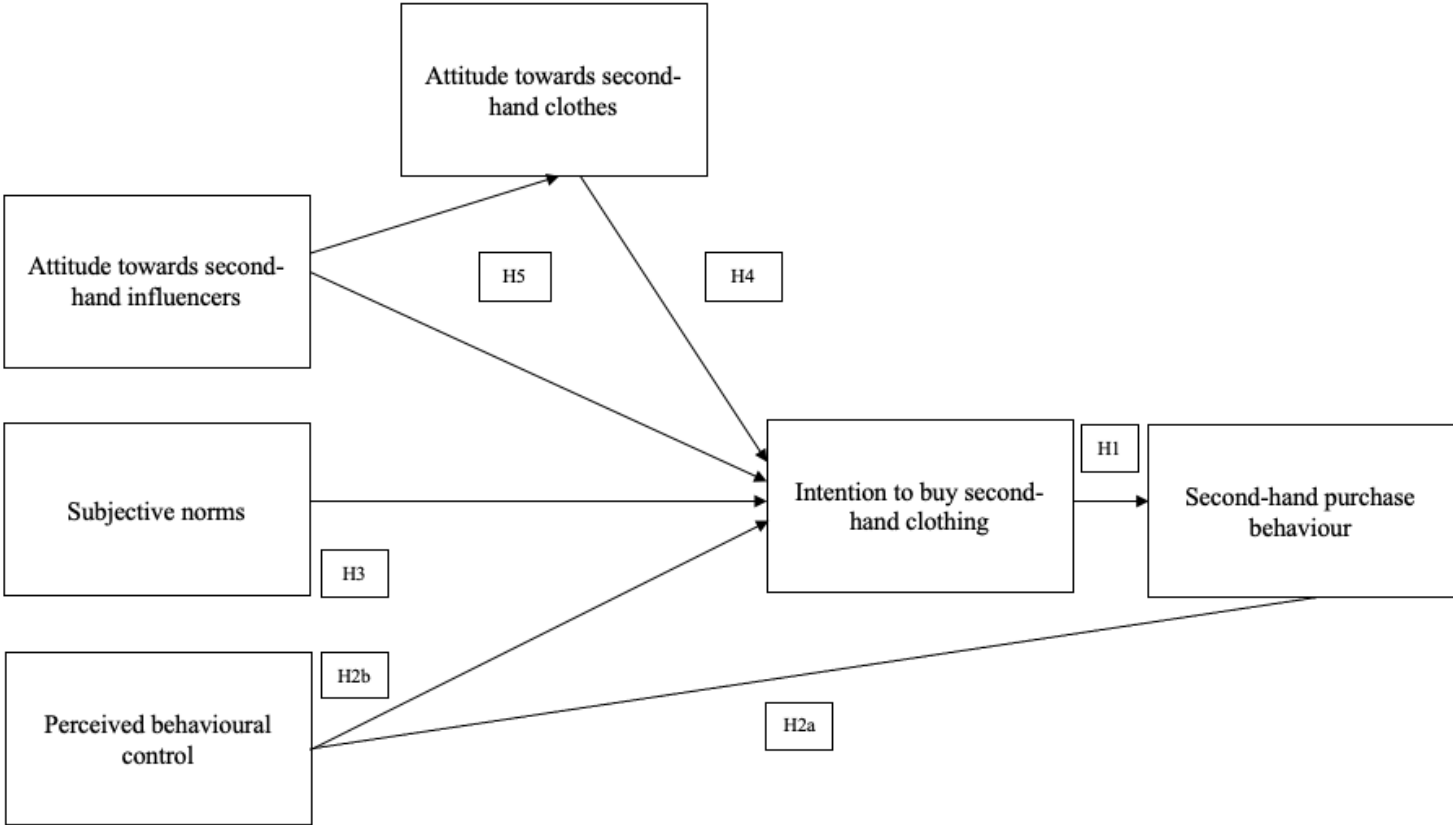 Attitude towards second-
hand clothes
Attitude towards second-
hand influencers
H5
H4
Subjective norms
Intention to buy second-
hand clothing
H1
Second-hand purchase
behaviour
H3
H2b
Perceived behavioural
control
H2a